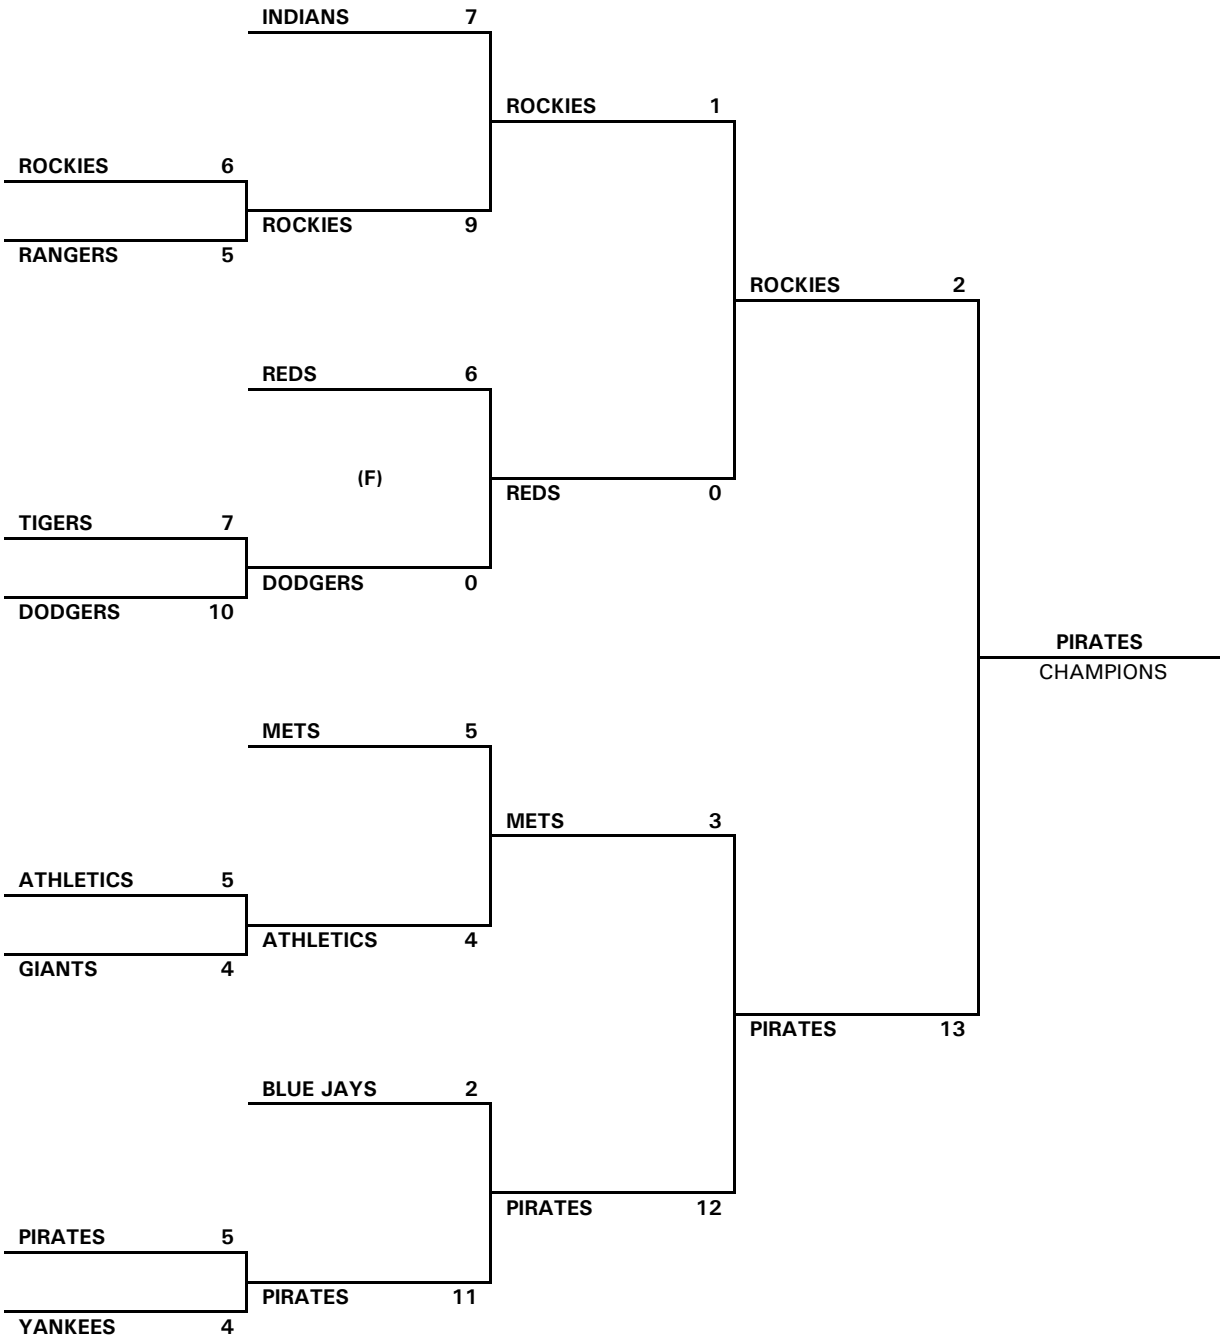 INDIANS 7
ROCKIES 1
ROCKIES 6
ROCKIES 9
RANGERS 5
ROCKIES 2
REDS 6
(F)
REDS 0
TIGERS 7
DODGERS 0
DODGERS 10
PIRATES
CHAMPIONS
METS 5
METS 3
ATHLETICS 5
ATHLETICS 4
GIANTS 4
PIRATES 13
BLUE JAYS 2
PIRATES 12
PIRATES 5
PIRATES 11
YANKEES 4